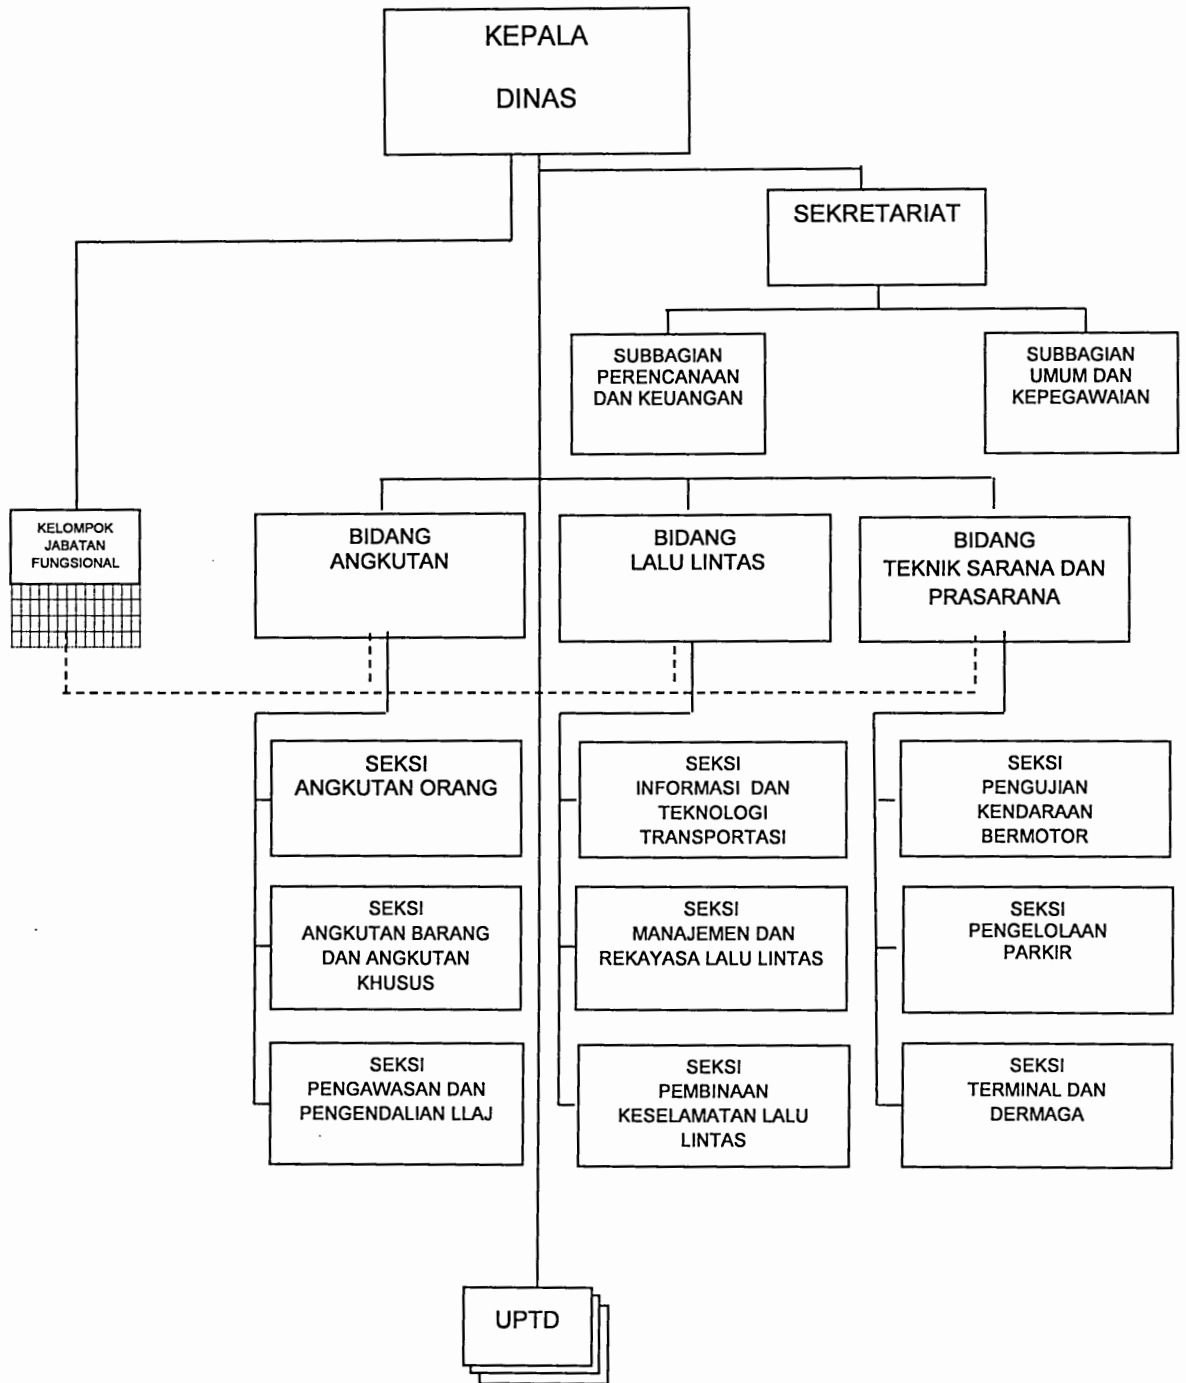 KEPALA
DINAS
SEKRETARIAT
SUBBAGIAN
PERENCANAAN
DAN KEUANGAN
SUBBAGIAN
UMUM DAN
KEPEGAWAIAN
KELOMPOK
JABATAN
FUNGSIONAL
BIDANG
ANGKUTAN
BIDANG
LALU LINTAS
BIDANG
TEKNIK SARANA DAN
PRASARANA
SEKSI
ANGKUTAN ORANG
SEKSI
INFORMASI DAN
TEKNOLOGI
TRANSPORTASI
SEKSI
PENGUJIAN
KENDARAAN
BERMOTOR
SEKSI
ANGKUTAN BARANG
DAN ANGKUTAN
KHUSUS
SEKSI
MANAJEMEN DAN
REKAYASA LALU LINTAS
SEKSI
PENGELOLAAN
PARKIR
SEKSI
PENGAWASAN DAN
PENGENDALIAN LLAJ
SEKSI
PEMBINAAN
KESELAMATAN LALU
LINTAS
SEKSI
TERMINAL DAN
DERMAGA
UPTD